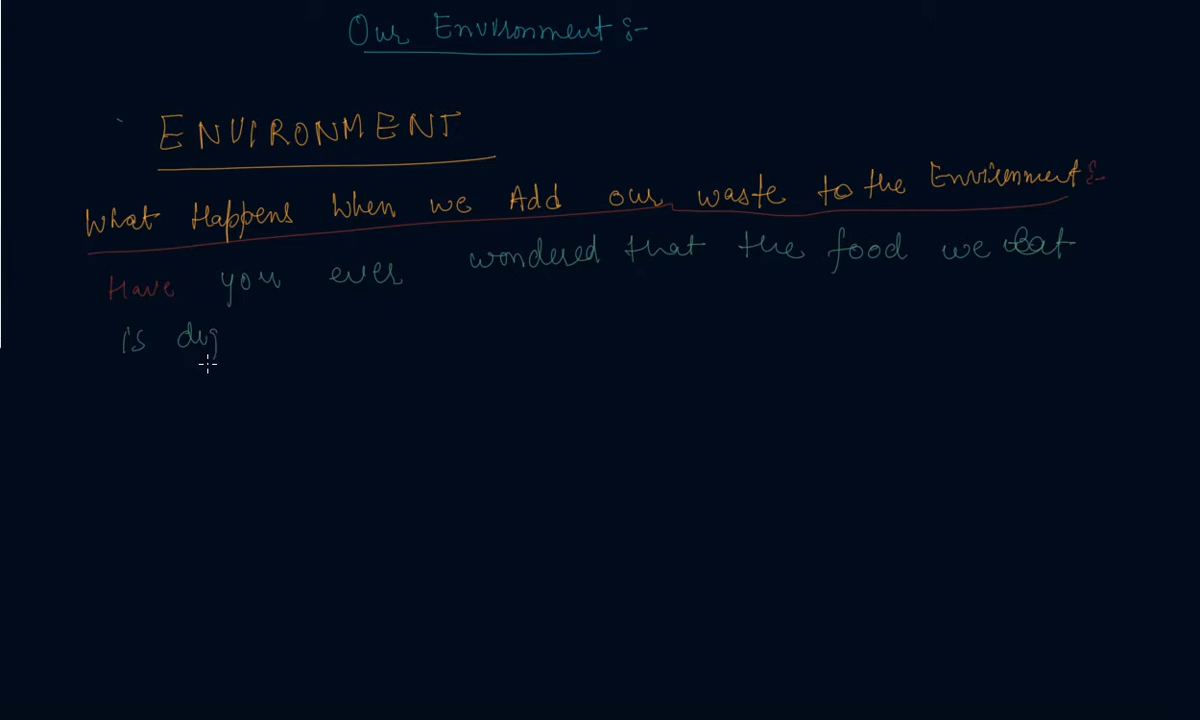 Our Environment :-
ENVIRONMENT
What Happens When we Add our waste to the Environment :-
Have you ever wondered that the food we eat
is dig